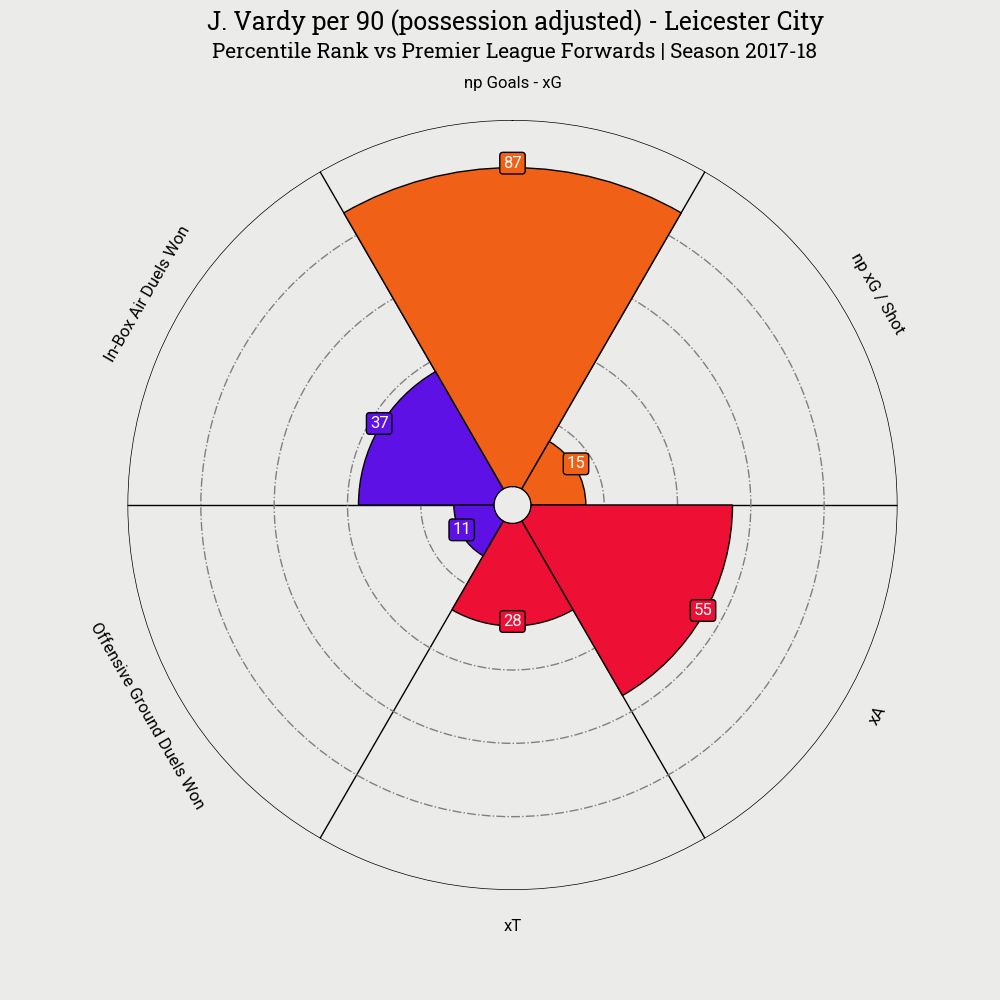 J. Vardy per 90 (possession adjusted) - Leicester City
Percentile Rank vs Premier League Forwards | Season 2017-18
np Goals - xG
87
In-Box Air Duels Won
np xG / Shot
37
15
11
55
28
Offensive Ground Duels Won
xA
xT